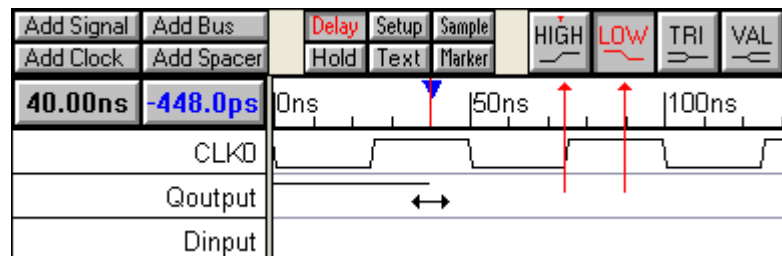 Add Signal Add Bus Delay Setup Sample HIGH LOW TRI VAL
Add Clock Add Spacer Hold Text Marker
40.00ns -448.0ps 0ns 50ns 100ns
CLK0
Qoutput
Dinput